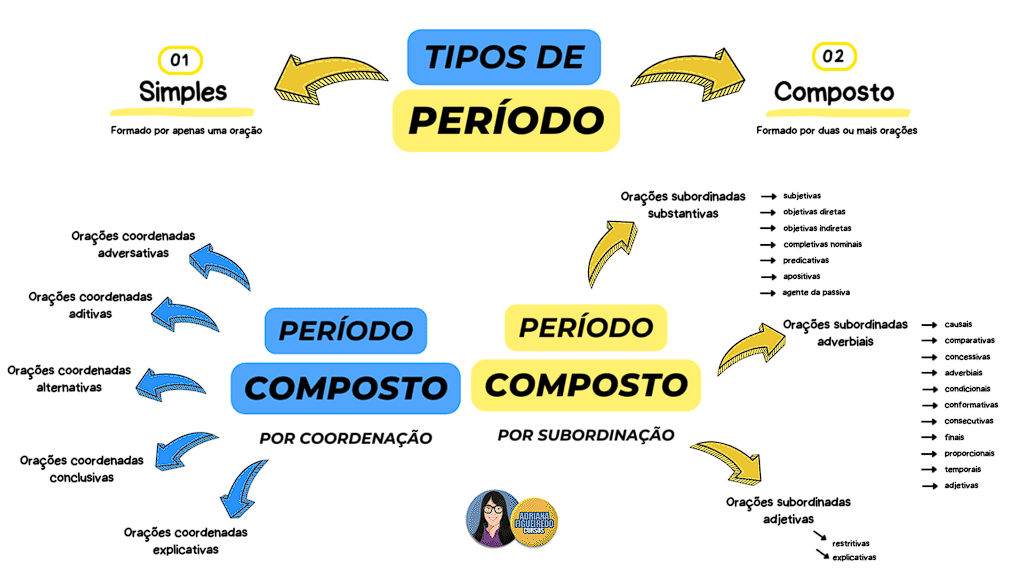 TIPOS DE
PERÍODO
01
Simples
Formado por apenas uma oração
02
Composto
Formado por duas ou mais orações
PERÍODO
COMPOSTO
POR COORDENAÇÃO
Orações coordenadas
adversativas
Orações coordenadas
aditivas
Orações coordenadas
alternativas
Orações coordenadas
conclusivas
Orações coordenadas
explicativas
PERÍODO
COMPOSTO
POR SUBORDINAÇÃO
Orações subordinadas
substantivas
subjetivas
objetivas diretas
objetivas indiretas
completivas nominais
predicativas
apositivas
agente da passiva
Orações subordinadas
adverbiais
causais
comparativas
concessivas
adverbiais
condicionais
conformativas
consecutivas
finais
proporcionais
temporais
adjetivas
Orações subordinadas
adjetivas
restritivas
explicativas
ADRIANA
FIGUEIREDO
CURSOS